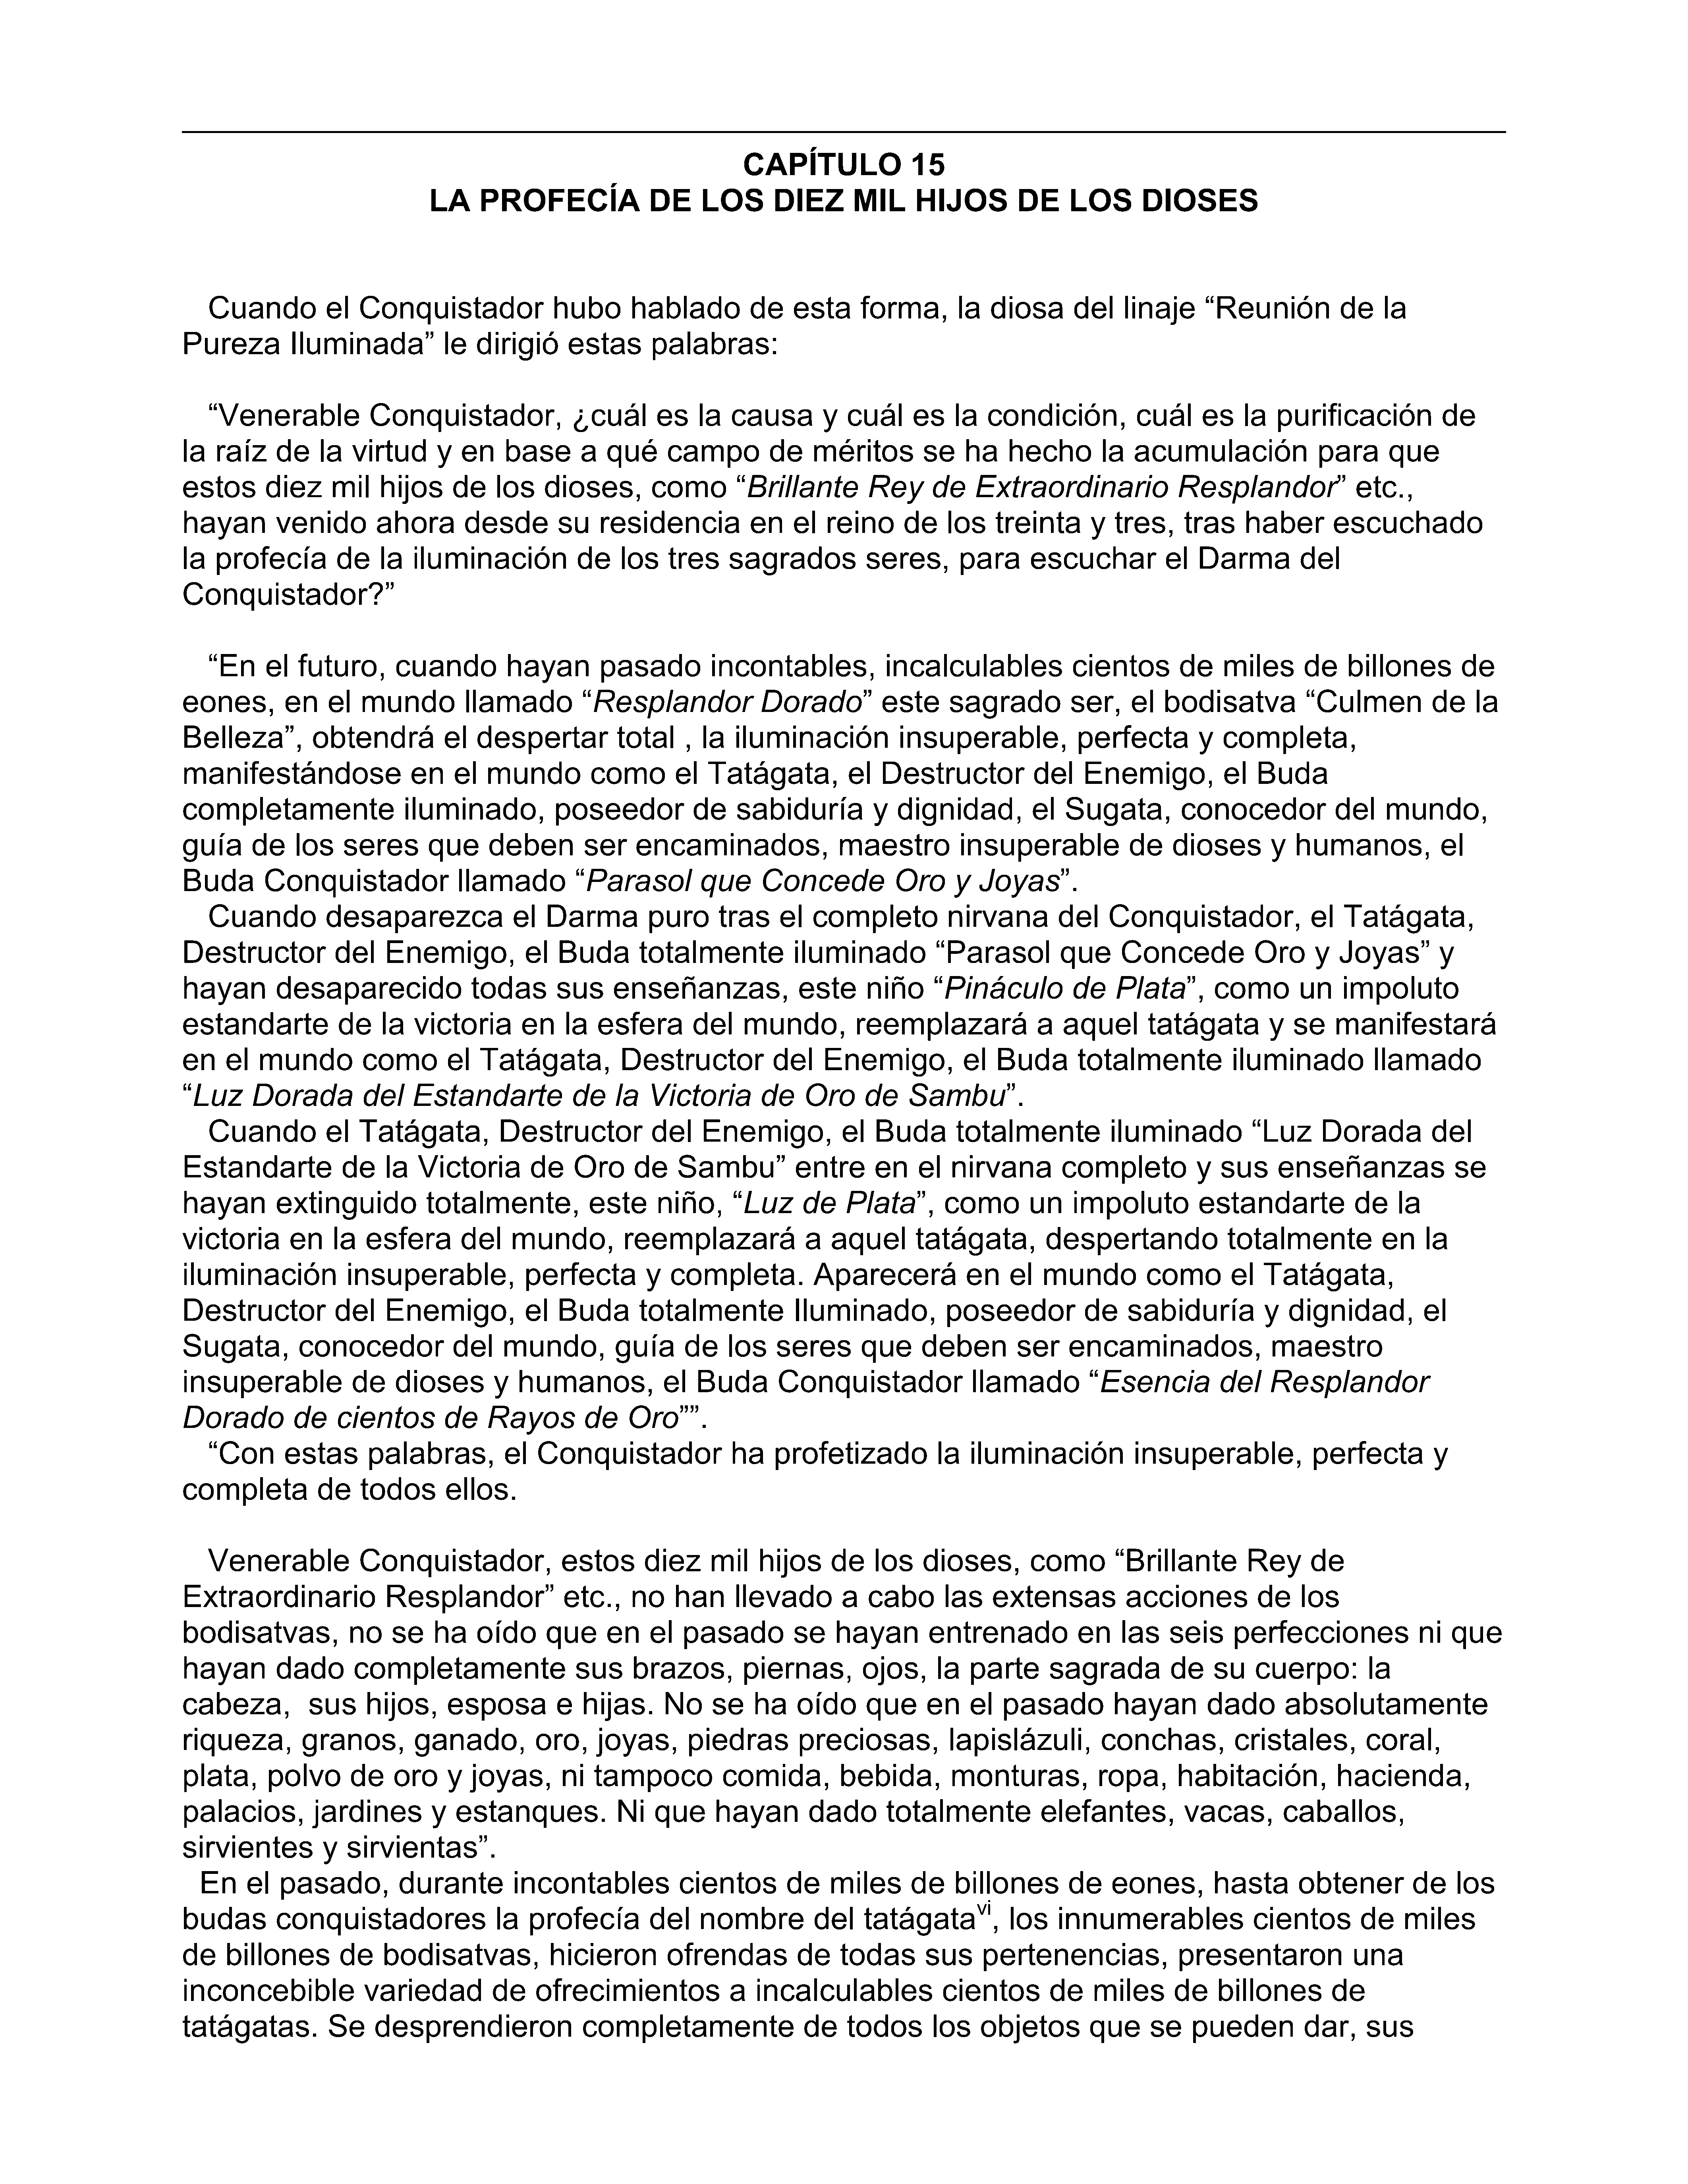 CAPÍTULO 15
LA PROFECÍA DE LOS DIEZ MIL HIJOS DE LOS DIOSES
Cuando el Conquistador hubo hablado de esta forma, la diosa del linaje “Reunión de la
Pureza Iluminada” le dirigió estas palabras:
“Venerable Conquistador, ¿cuál es la causa y cuál es la condición, cuál es la purificación de
la raíz de la virtud y en base a qué campo de méritos se ha hecho la acumulación para que
estos diez mil hijos de los dioses, como “Brillante Rey de Extraordinario Resplandor” etc.,
hayan venido ahora desde su residencia en el reino de los treinta y tres, tras haber escuchado
la profecía de la iluminación de los tres sagrados seres, para escuchar el Darma del
Conquistador?”
“En el futuro, cuando hayan pasado incontables, incalculables cientos de miles de billones de
eones, en el mundo llamado “Resplandor Dorado” este sagrado ser, el bodisatva “Culmen de la
Belleza”, obtendrá el despertar total , la iluminación insuperable, perfecta y completa,
manifestándose en el mundo como el Tatágata, el Destructor del Enemigo, el Buda
completamente iluminado, poseedor de sabiduría y dignidad, el Sugata, conocedor del mundo,
guía de los seres que deben ser encaminados, maestro insuperable de dioses y humanos, el
Buda Conquistador llamado “Parasol que Concede Oro y Joyas”.
Cuando desaparezca el Darma puro tras el completo nirvana del Conquistador, el Tatágata,
Destructor del Enemigo, el Buda totalmente iluminado “Parasol que Concede Oro y Joyas” y
hayan desaparecido todas sus enseñanzas, este niño “Pináculo de Plata”, como un impoluto
estandarte de la victoria en la esfera del mundo, reemplazará a aquel tatágata y se manifestará
en el mundo como el Tatágata, Destructor del Enemigo, el Buda totalmente iluminado llamado
“Luz Dorada del Estandarte de la Victoria de Oro de Sambu”.
Cuando el Tatágata, Destructor del Enemigo, el Buda totalmente iluminado “Luz Dorada del
Estandarte de la Victoria de Oro de Sambu” entre en el nirvana completo y sus enseñanzas se
hayan extinguido totalmente, este niño, “Luz de Plata”, como un impoluto estandarte de la
victoria en la esfera del mundo, reemplazará a aquel tatágata, despertando totalmente en la
iluminación insuperable, perfecta y completa. Aparecerá en el mundo como el Tatágata,
Destructor del Enemigo, el Buda totalmente Iluminado, poseedor de sabiduría y dignidad, el
Sugata, conocedor del mundo, guía de los seres que deben ser encaminados, maestro
insuperable de dioses y humanos, el Buda Conquistador llamado “Esencia del Resplandor
Dorado de cientos de Rayos de Oro””.
“Con estas palabras, el Conquistador ha profetizado la iluminación insuperable, perfecta y
completa de todos ellos.
Venerable Conquistador, estos diez mil hijos de los dioses, como “Brillante Rey de
Extraordinario Resplandor” etc., no han llevado a cabo las extensas acciones de los
bodisatvas, no se ha oído que en el pasado se hayan entrenado en las seis perfecciones ni que
hayan dado completamente sus brazos, piernas, ojos, la parte sagrada de su cuerpo: la
cabeza,  sus hijos, esposa e hijas. No se ha oído que en el pasado hayan dado absolutamente
riqueza, granos, ganado, oro, joyas, piedras preciosas, lapislázuli, conchas, cristales, coral,
plata, polvo de oro y joyas, ni tampoco comida, bebida, monturas, ropa, habitación, hacienda,
palacios, jardines y estanques. Ni que hayan dado totalmente elefantes, vacas, caballos,
sirvientes y sirvientas”.
En el pasado, durante incontables cientos de miles de billones de eones, hasta obtener de los
budas conquistadores la profecía del nombre del tatágatavi, los innumerables cientos de miles
de billones de bodisatvas, hicieron ofrendas de todas sus pertenencias, presentaron una
inconcebible variedad de ofrecimientos a incalculables cientos de miles de billones de
tatágatas. Se desprendieron completamente de todos los objetos que se pueden dar, sus